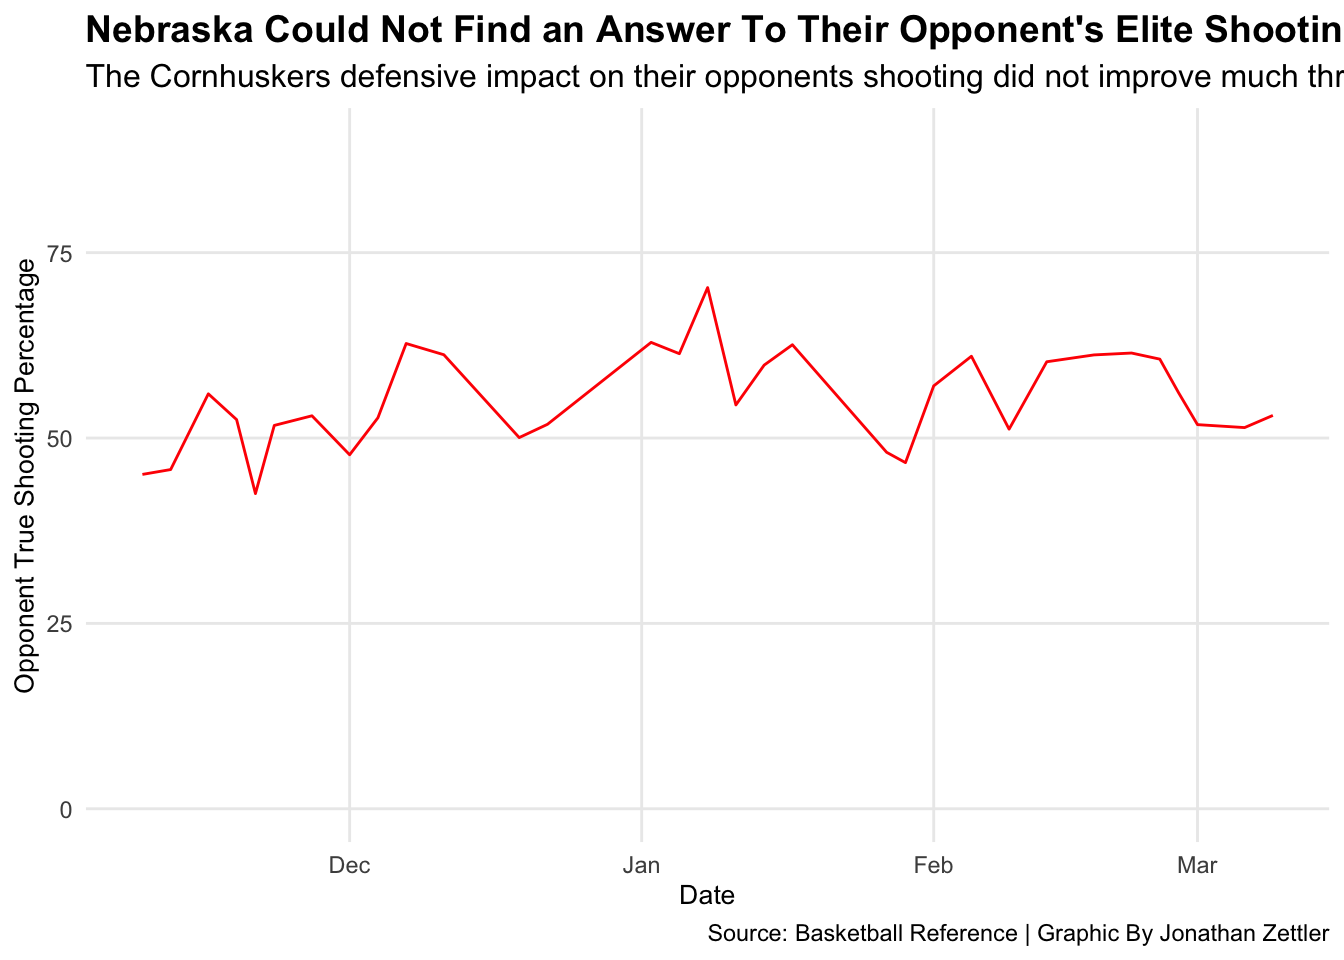 Nebraska Could Not Find an Answer To Their Opponent's Elite Shootin
The Cornhuskers defensive impact on their opponents shooting did not improve much thr
Opponent True Shooting Percentage
75
50
25
0
Dec Jan Feb Mar
Date
Source: Basketball Reference | Graphic By Jonathan Zettler